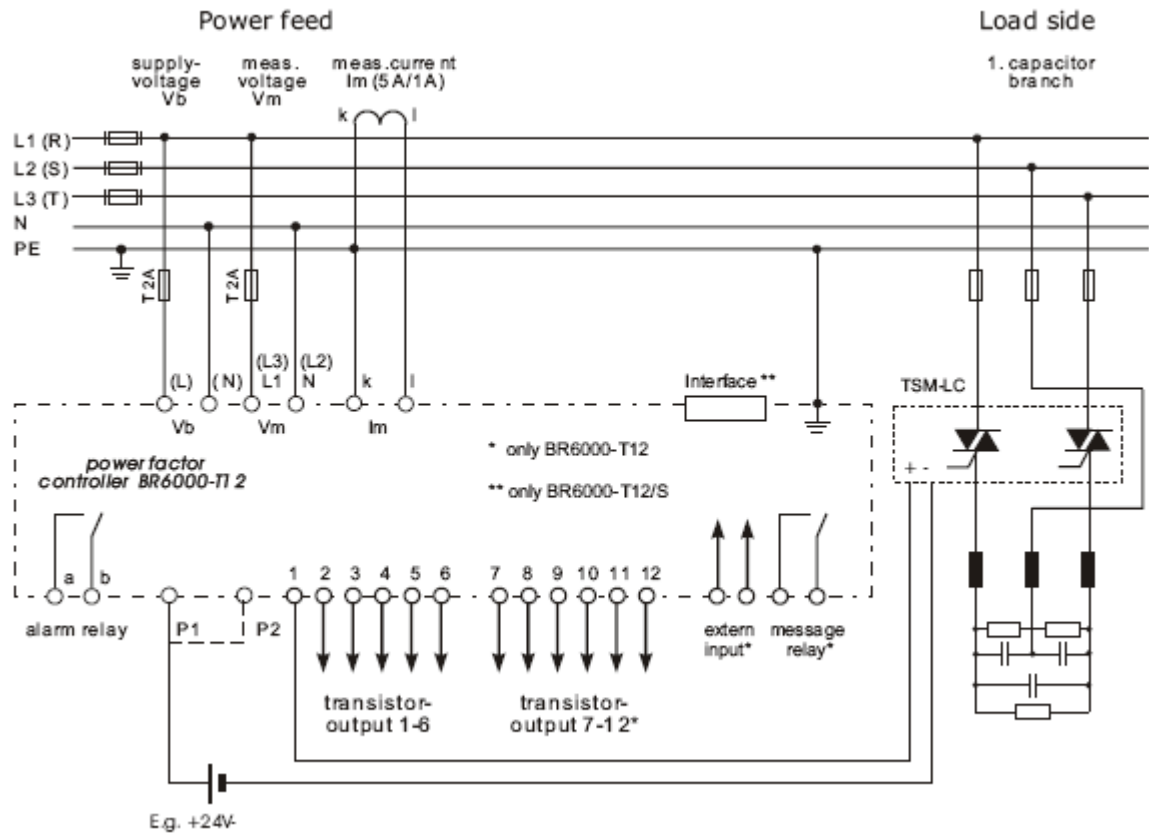 Power feed
Load side
supply-
voltage
Vb
meas.
voltage
Vm
meas.current
Im (5A/1A)
1. capacitor
branch
k
l
L1 (R)
L2 (S)
L3 (T)
N
PE
T2A
T2A
(L)
(N)
(L3)
L1
(L2)
N
k
l
Interface **
TSM-LC
Vb
Vm
Im
* only BR6000-T12
** only BR6000-T12/S
power factor
controller BR6000-T12
+ -
a
b
1
2
3
4
5
6
7
8
9
10
11
12
alarm relay
P1
P2
extern
input*
message
relay*
transistor-
output 1-6
transistor-
output 7-12*
E.g. +24V-